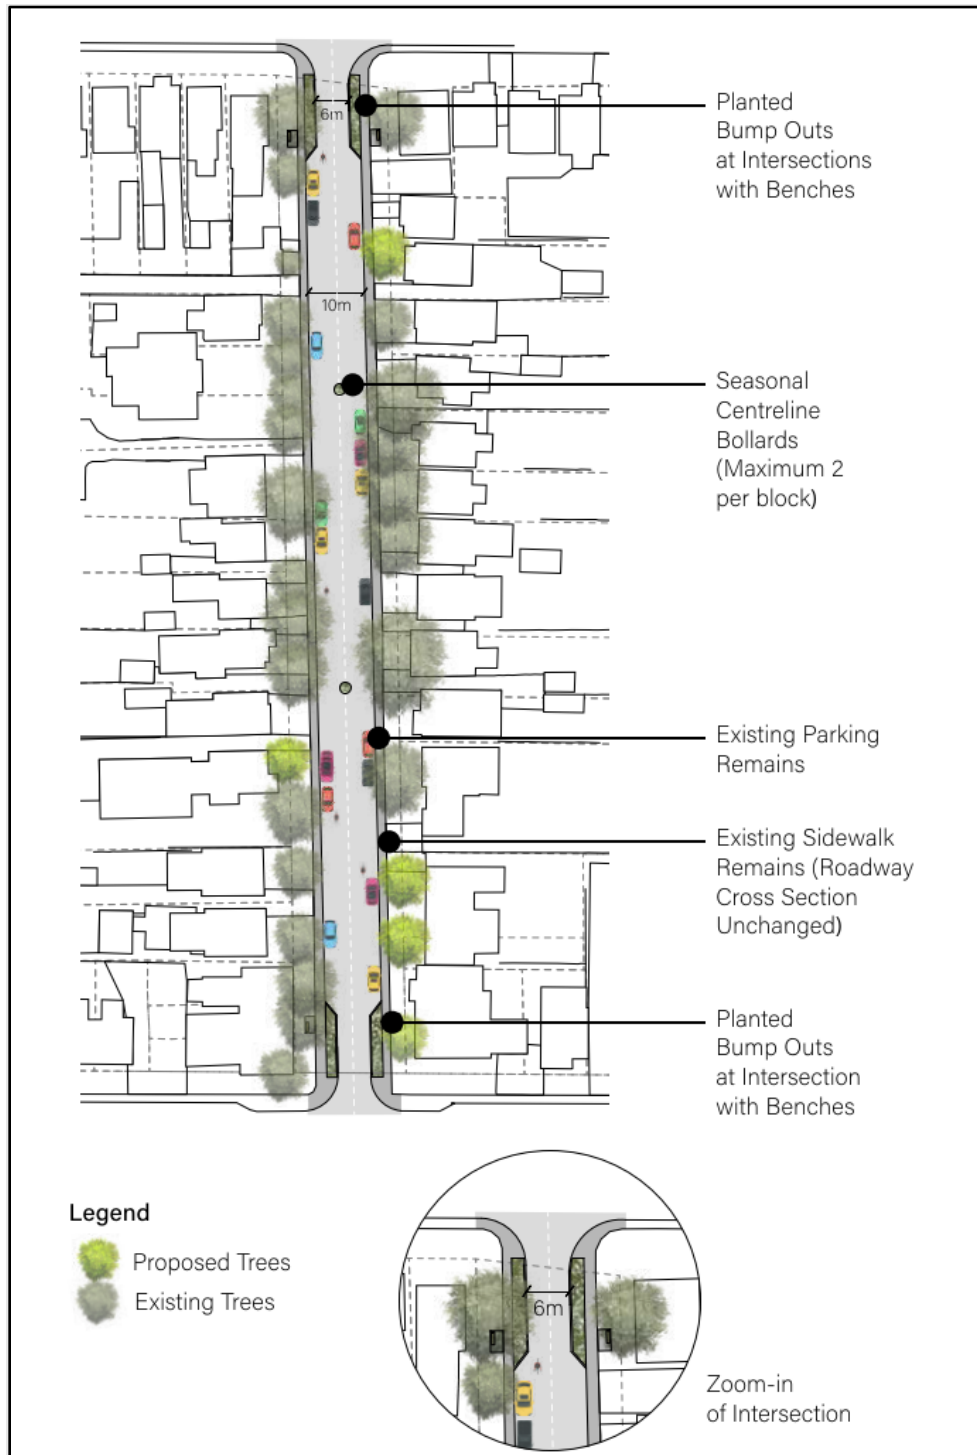 6m
Planted
Bump Outs
at Intersections
with Benches
10m
Seasonal
Centreline
Bollards
(Maximum 2
per block)
Existing Parking
Remains
Existing Sidewalk
Remains (Roadway
Cross Section
Unchanged)
Planted
Bump Outs
at Intersection
with Benches
Legend
Proposed Trees
Existing Trees
6m
Zoom-in
of Intersection